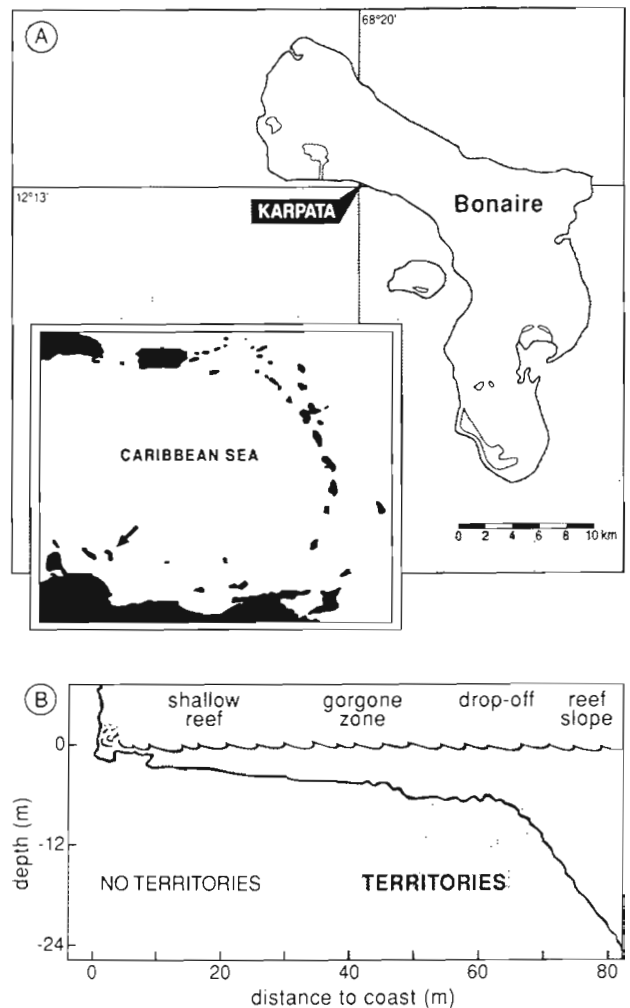 A
68°20'
12°13'
Bonaire
KARPATA
CARIBBEAN SEA
0 2 4 6 8 10 km
B
shallow reef
gorgone zone
drop-off
reef slope
0
-12
-24
depth (m)
NO TERRITORIES
TERRITORIES
0 20 40 60 80
distance to coast (m)